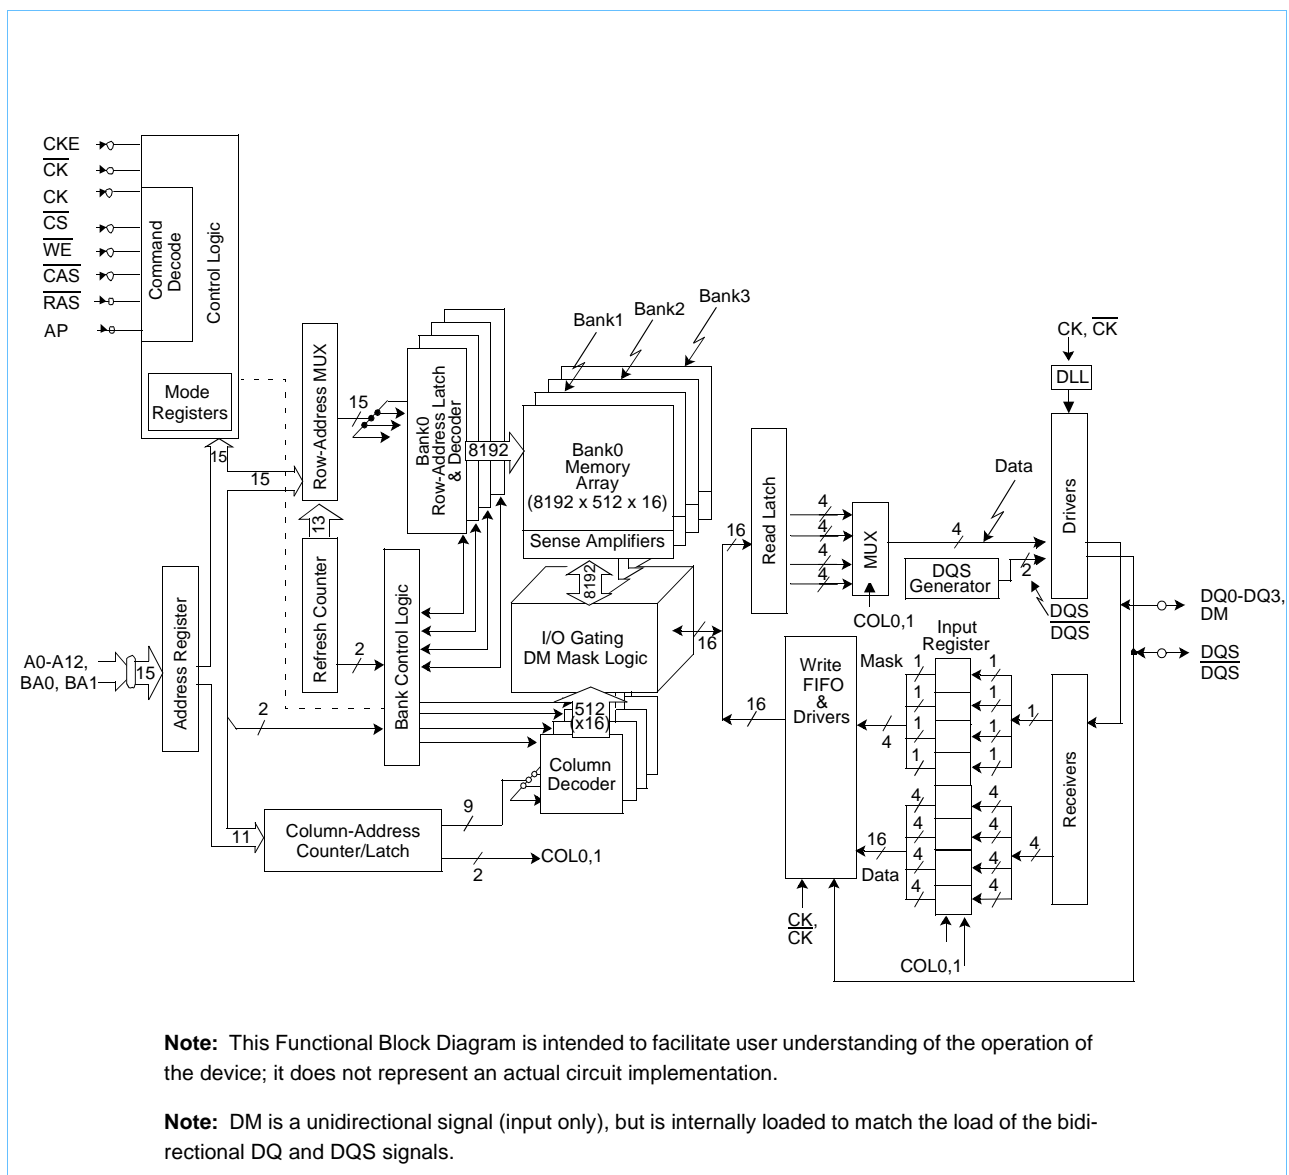 CKE
CK
CK
CS
WE
CAS
RAS
AP
Command
Decode
Control Logic
Mode
Registers
15
15
Row-Address MUX
13
Refresh Counter
15
Bank0
Row-Address Latch
& Decoder
8192
Bank1
Bank2
Bank3
Bank0
Memory
Array
(8192 x 512 x 16)
Sense Amplifiers
8192
I/O Gating
DM Mask Logic
16
512
(x16)
Column
Decoder
Bank Control Logic
2
2
A0-A12,
BA0, BA1
15
Address Register
11
Column-Address
Counter/Latch
9
2
COL0,1
16
Read Latch
4
4
4
4
MUX
COL0,1
4
Data
DQS
Generator
2
DQS
DQS
CK, CK
DLL
Drivers
DQ0-DQ3,
DM
DQS
DQS
16
Write
FIFO
&
Drivers
CK,
CK
Mask
4
16
Data
Input
Register
1
1
1
1
4
4
4
4
1
1
1
1
4
4
4
4
COL0,1
1
4
Receivers
Note: This Functional Block Diagram is intended to facilitate user understanding of the operation of
the device; it does not represent an actual circuit implementation.
Note: DM is a unidirectional signal (input only), but is internally loaded to match the load of the bidi-
rectional DQ and DQS signals.